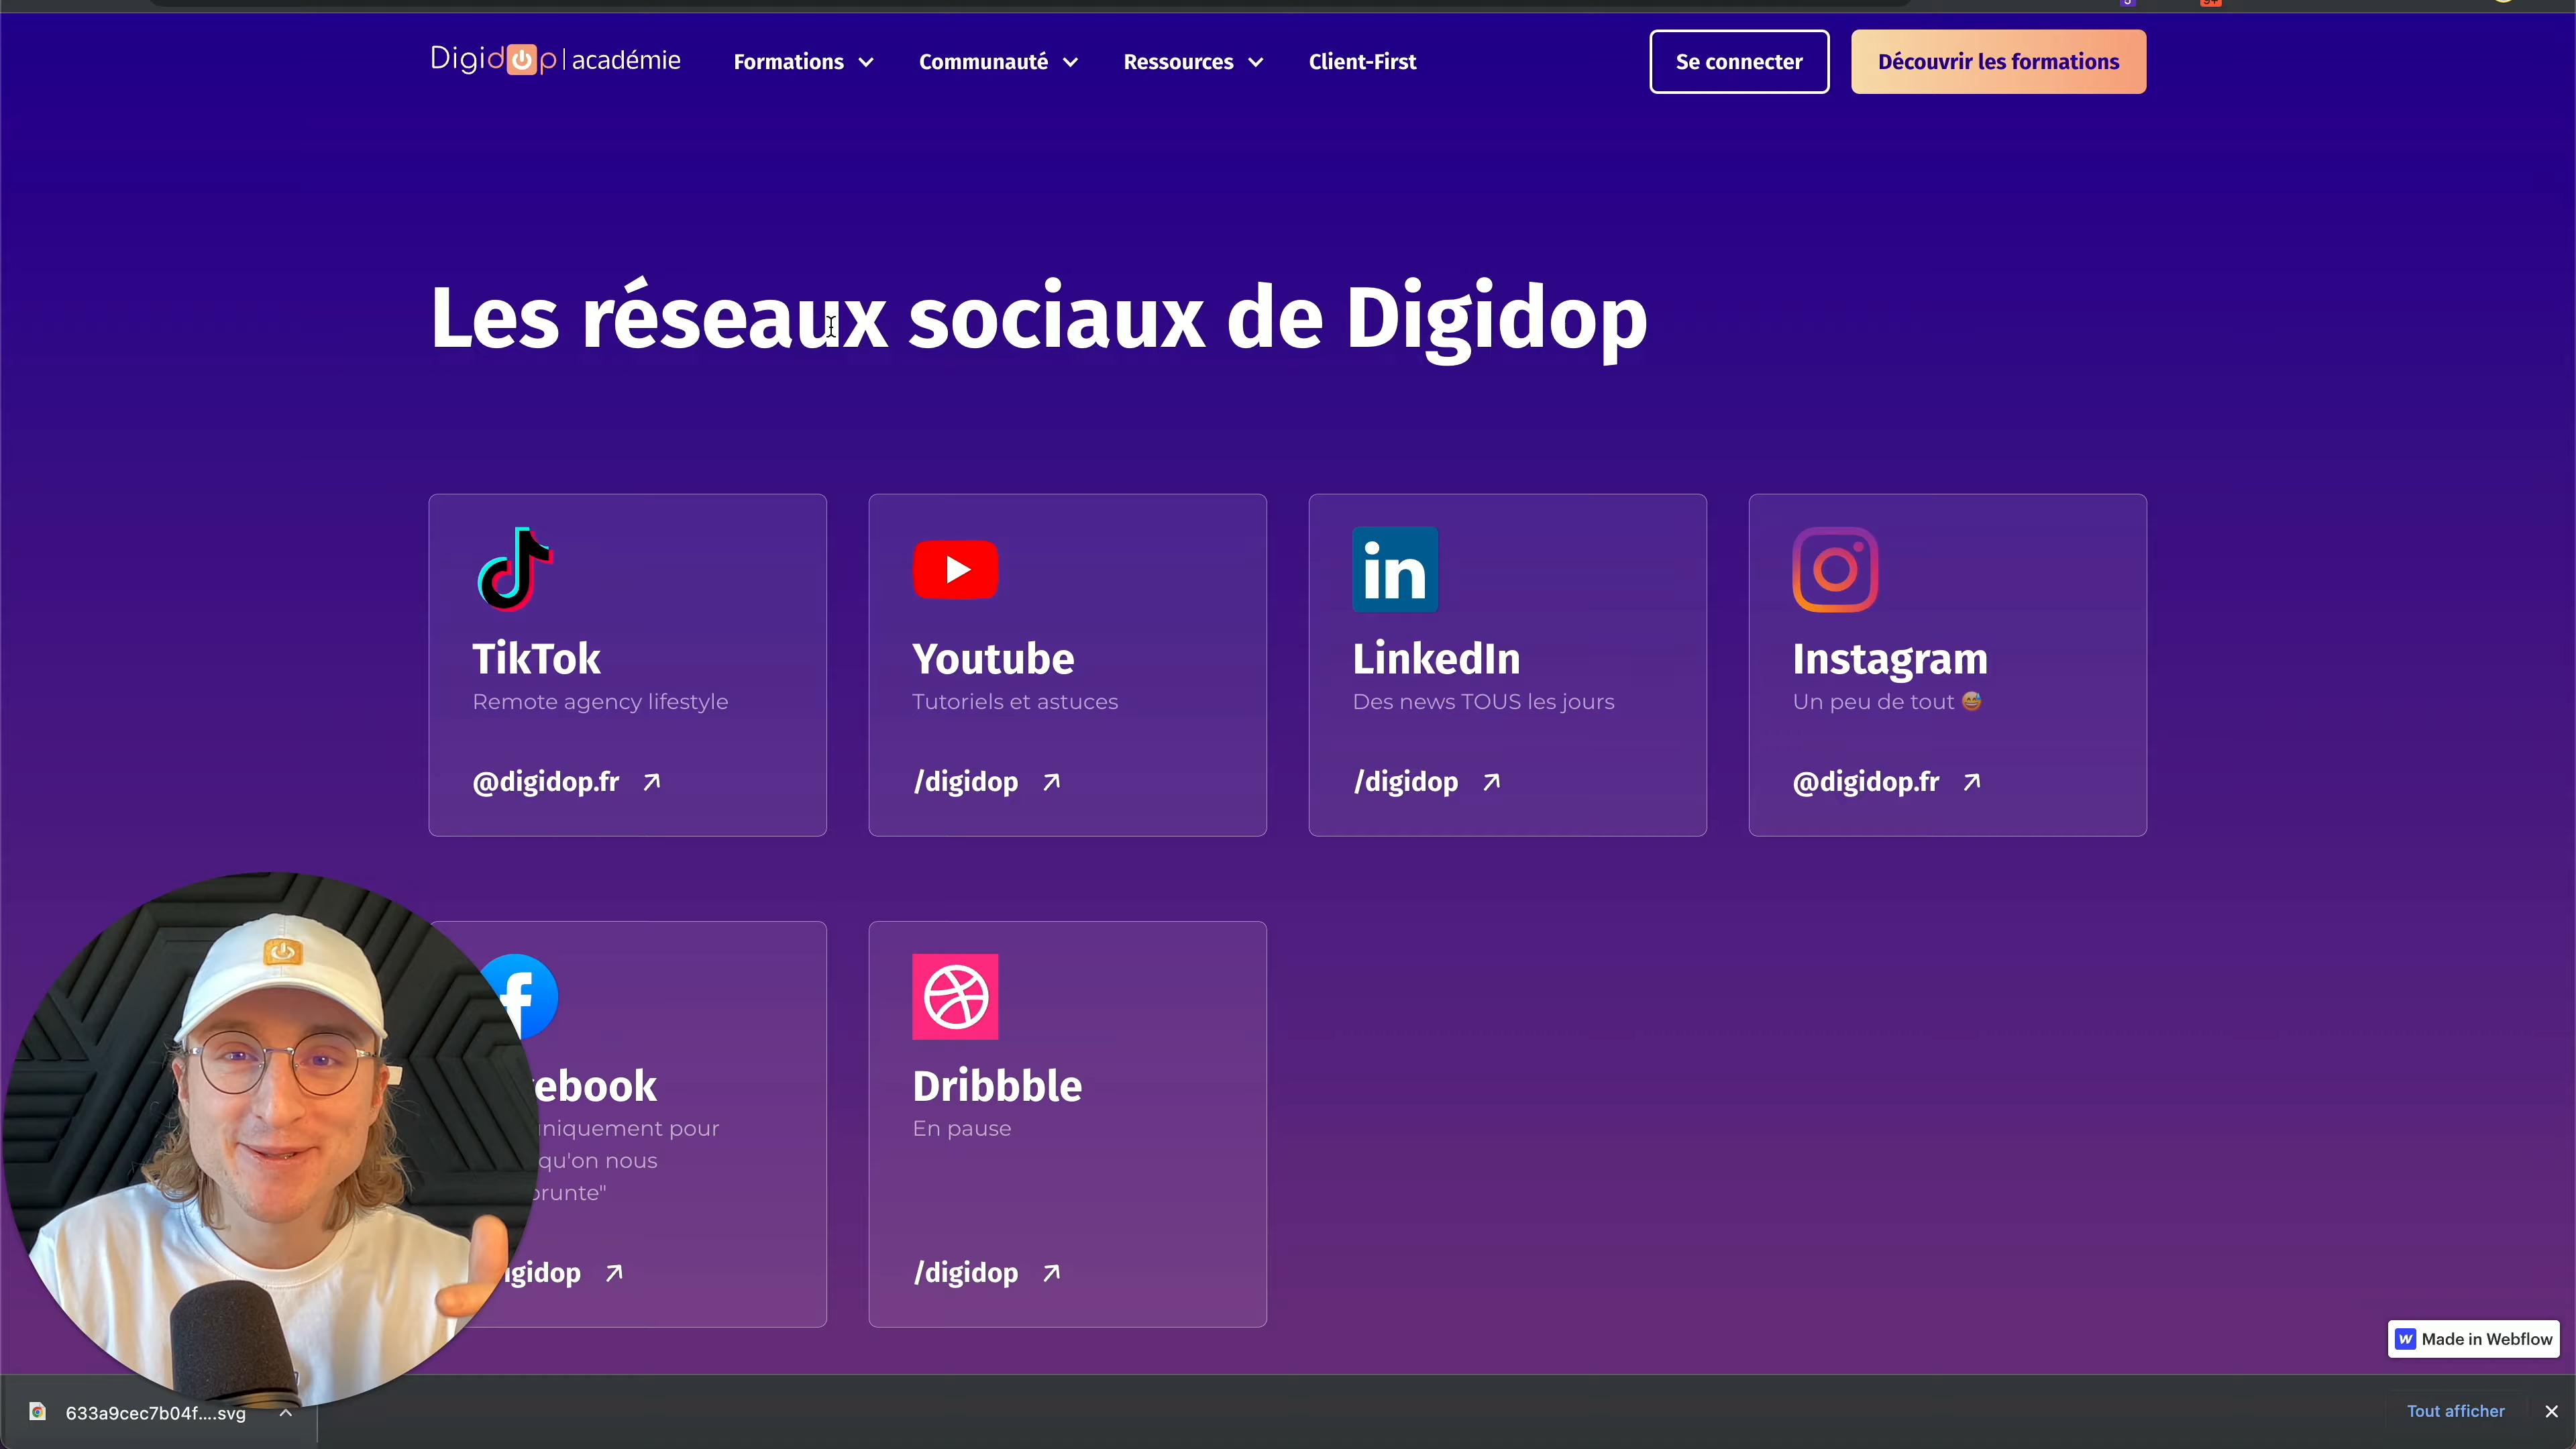 Digidop | académie
Formations
Communauté
Ressources
Client-First
Se connecter
Découvrir les formations
Les réseaux sociaux de Digidop
TikTok
Remote agency lifestyle
@digidop.fr
Youtube
Tutoriels et astuces
/digidop
LinkedIn
Des news TOUS les jours
/digidop
Instagram
Un peu de tout 😅
@digidop.fr
ebook
pour
qu'on nous
igidop
Dribbble
En pause
/digidop
Made in Webflow
633a9cec7b04f....svg
Tout afficher